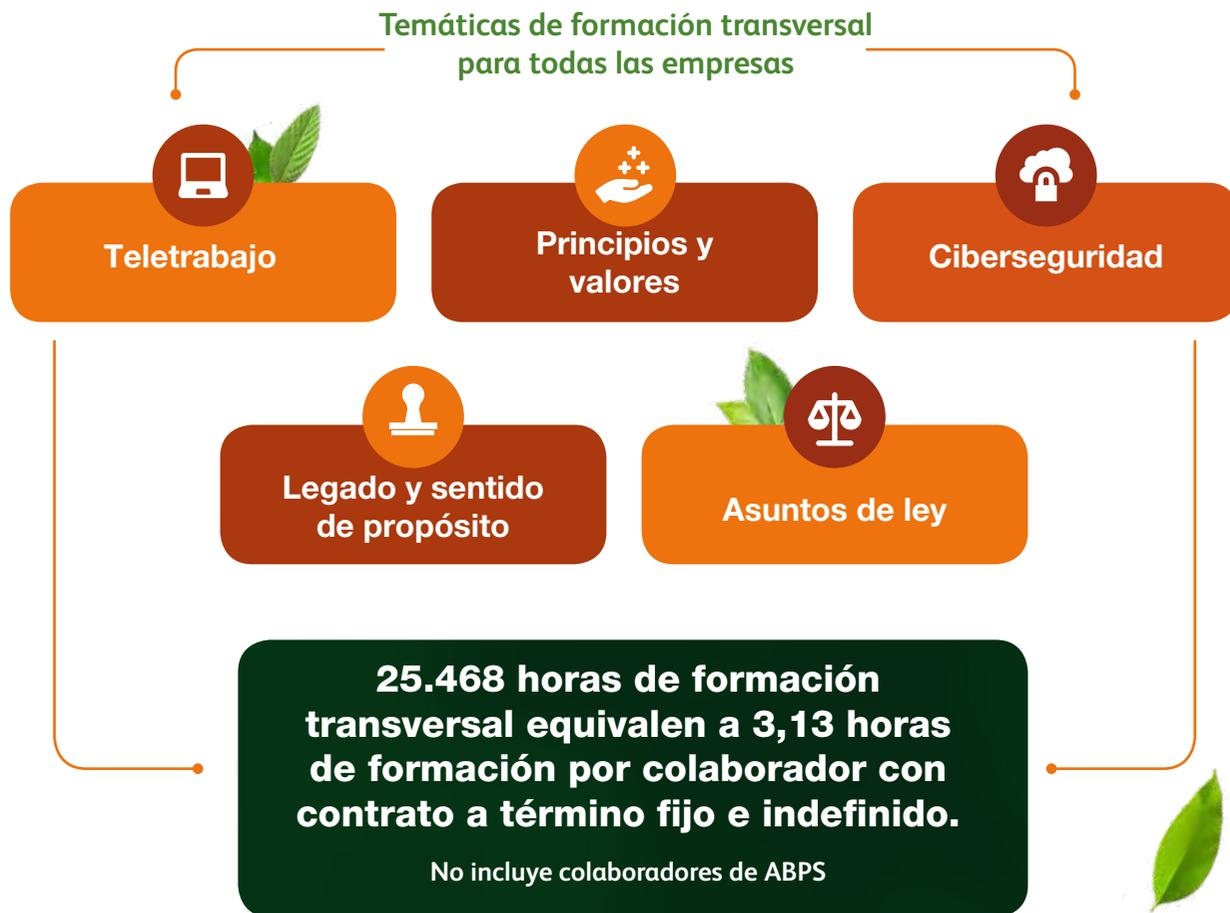 Temáticas de formación transversal
para todas las empresas
Teletrabajo
Principios y
valores
Ciberseguridad
Legado y sentido
de propósito
Asuntos de ley
25.468 horas de formación
transversal equivalen a 3,13 horas
de formación por colaborador con
contrato a término fijo e indefinido.
No incluye colaboradores de ABPS